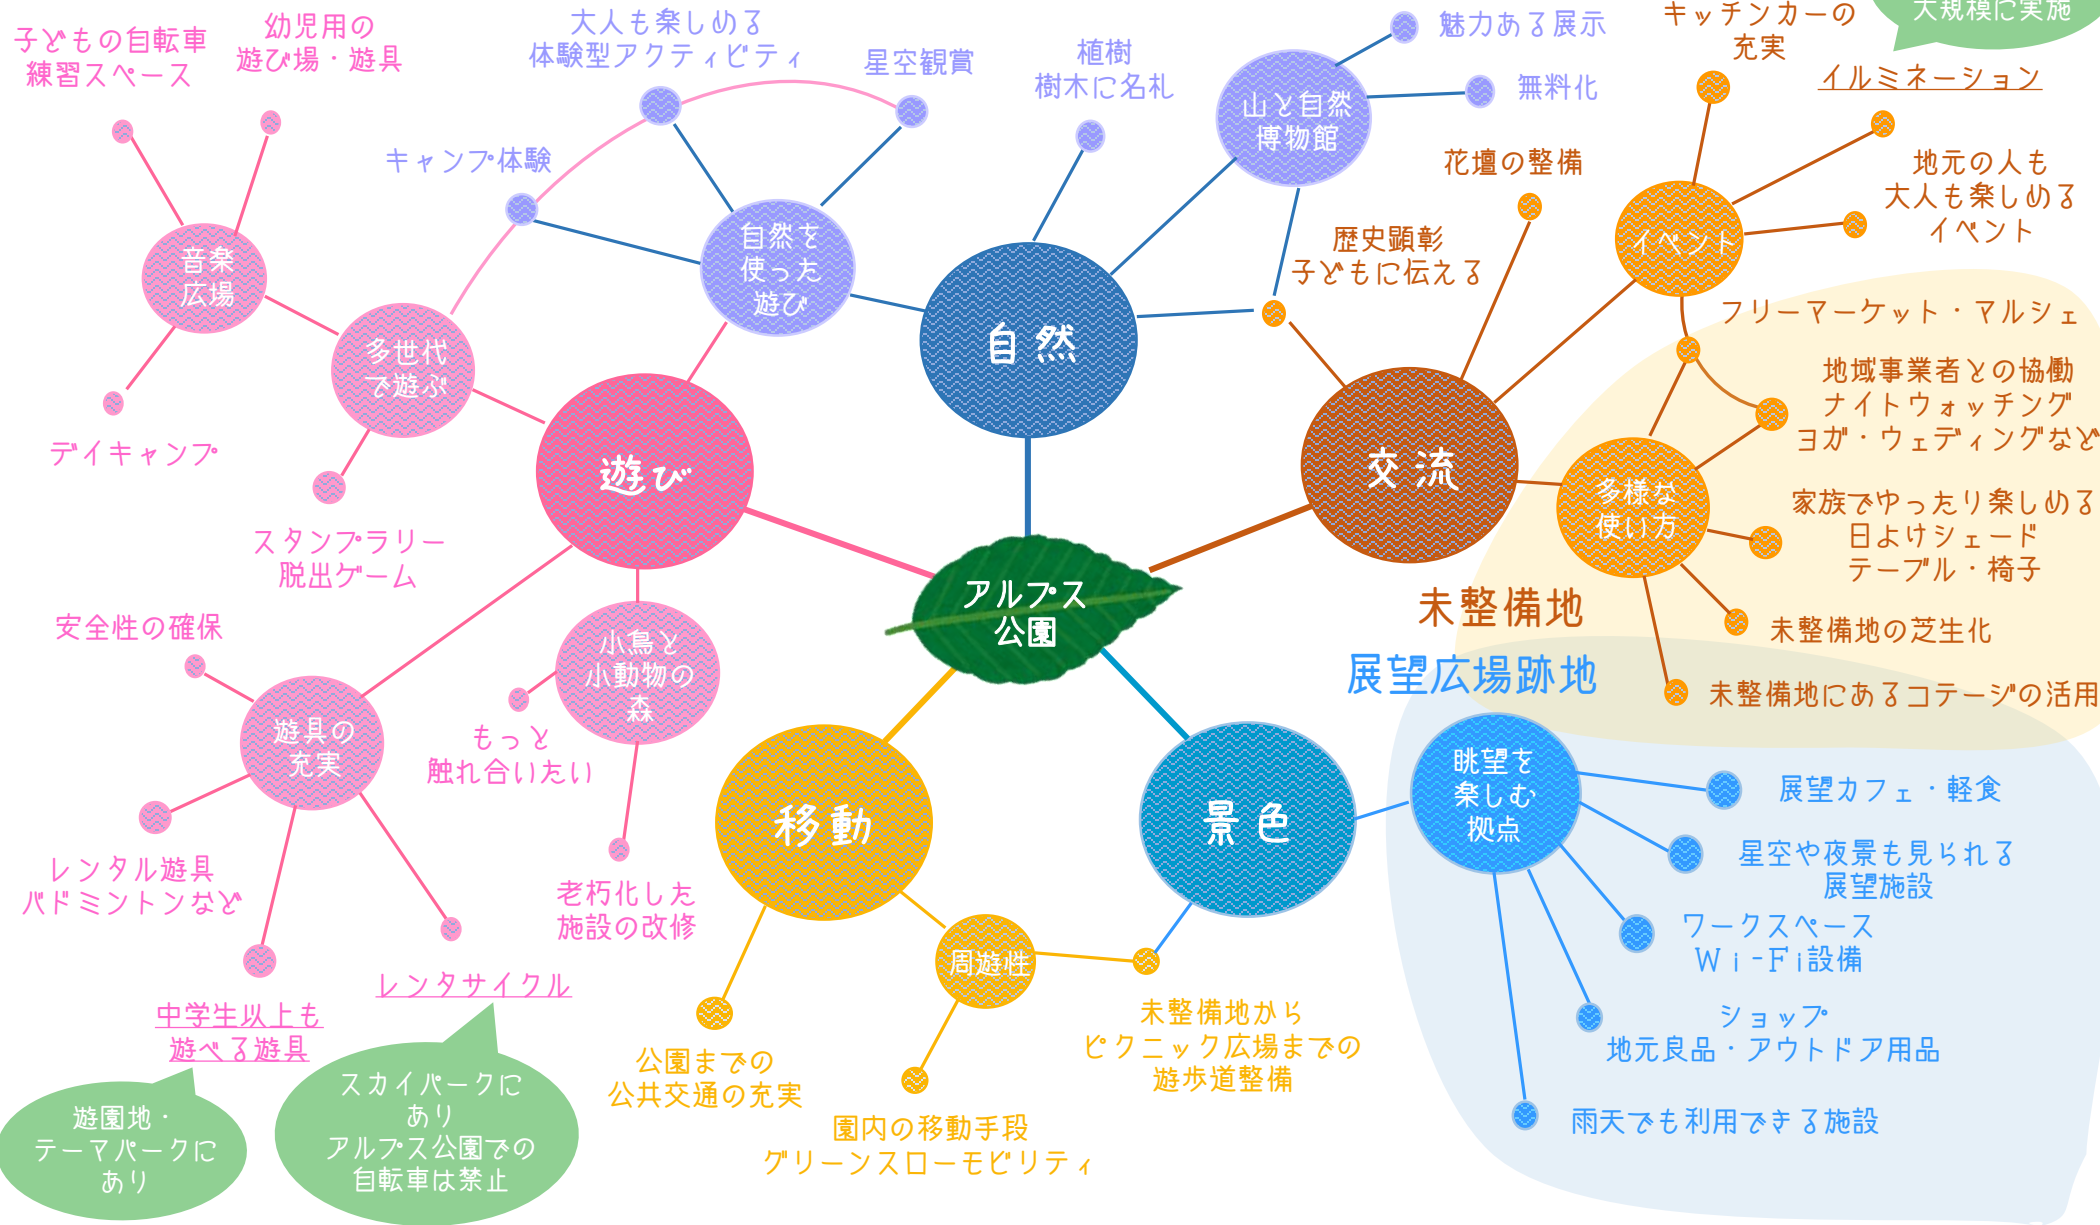 大規模に実施
キッチンカーの
充実
イルミネーション
地元の人も
大人も楽しめる
イベント
イベント
魅力ある展示
無料化
山と自然
博物館
花壇の整備
歴史顕彰
子どもに伝える
植樹
樹木に名札
星空観賞
大人も楽しめる
体験型アクティビティ
キャンプ体験
自然を
使った
遊び
自然
幼児用の
遊び場・遊具
子どもの自転車
練習スペース
音楽
広場
多世代
で遊ぶ
デイキャンプ
スタンプラリー
脱出ゲーム
遊び
交流
フリーマーケット・マルシェ
地域事業者との協働
ナイトウォッチング
ヨガ・ウェディングなど
多様な
使い方
家族でゆったり楽しめる
日よけシェード
テーブル・椅子
未整備地の芝生化
未整備地にあるコテージの活用
未整備地
展望広場跡地
アルプス
公園
安全性の確保
遊具の
充実
小鳥と
小動物の
森
もっと
触れ合いたい
老朽化した
施設の改修
レンタル遊具
バドミントンなど
中学生以上も
遊べる遊具
レンタサイクル
遊園地・
テーマパークに
あり
スカイパークに
あり
アルプス公園での
自転車は禁止
移動
周遊性
公園までの
公共交通の充実
園内の移動手段
グリーンスローモビリティ
未整備地から
ピクニック広場までの
遊歩道整備
景色
眺望を
楽しむ
拠点
展望カフェ・軽食
星空や夜景も見られる
展望施設
ワークスペース
Wi-Fi設備
ショップ
地元良品・アウトドア用品
雨天でも利用できる施設